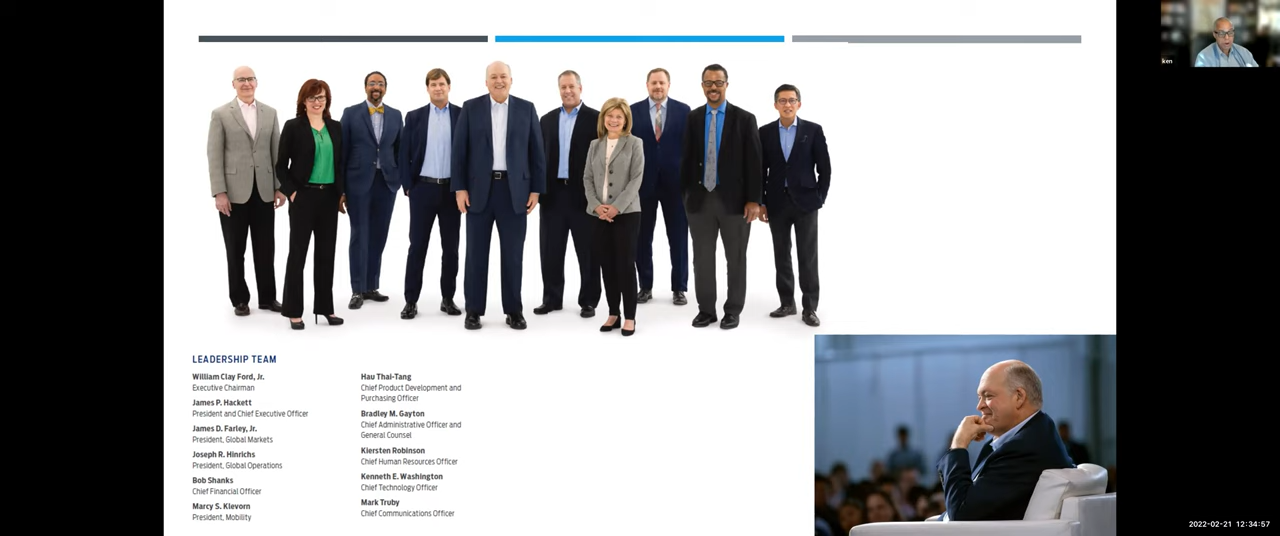 ken
LEADERSHIP TEAM
William Clay Ford, Jr.
Executive Chairman
James P. Hackett
President and Chief Executive Officer
James D. Farley, Jr.
President, Global Markets
Joseph R. Hinrichs
President, Global Operations
Bob Shanks
Chief Financial Officer
Marcy S. Klevorn
President, Mobility
Hau Thai-Tang
Chief Product Development and
Purchasing Officer
Bradley M. Gayton
Chief Administrative Officer and
General Counsel
Kiersten Robinson
Chief Human Resources Officer
Kenneth E. Washington
Chief Technology Officer
Mark Truby
Chief Communications Officer
2022-02-21 12:34:57